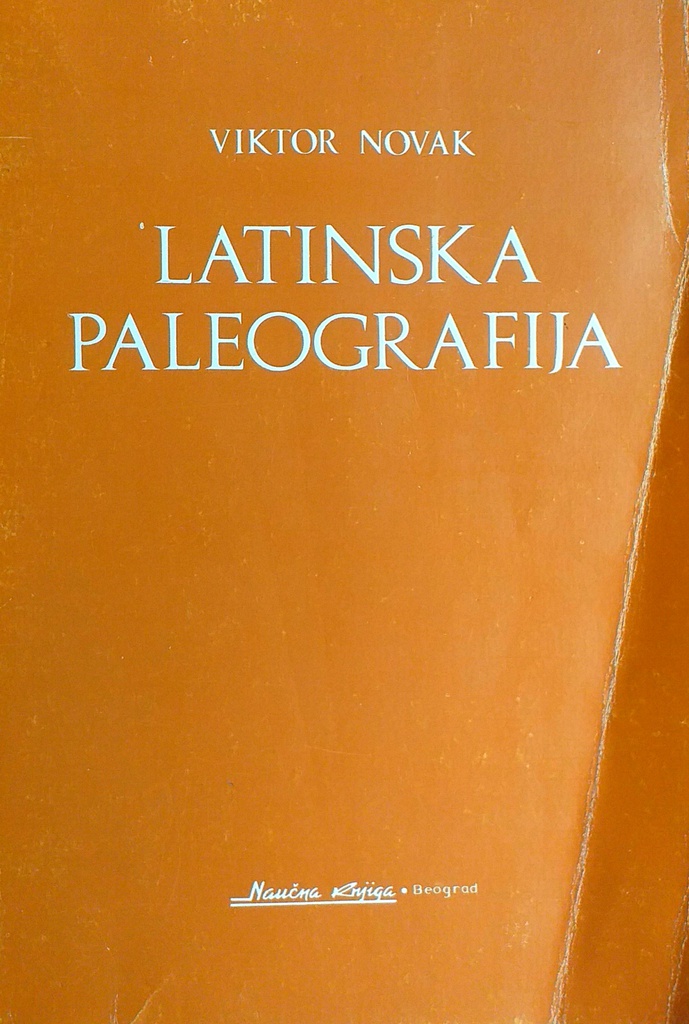 VIKTOR NOVAK
LATINSKA
PALEOGRAFIJA
Naučna Knjiga • Beograd